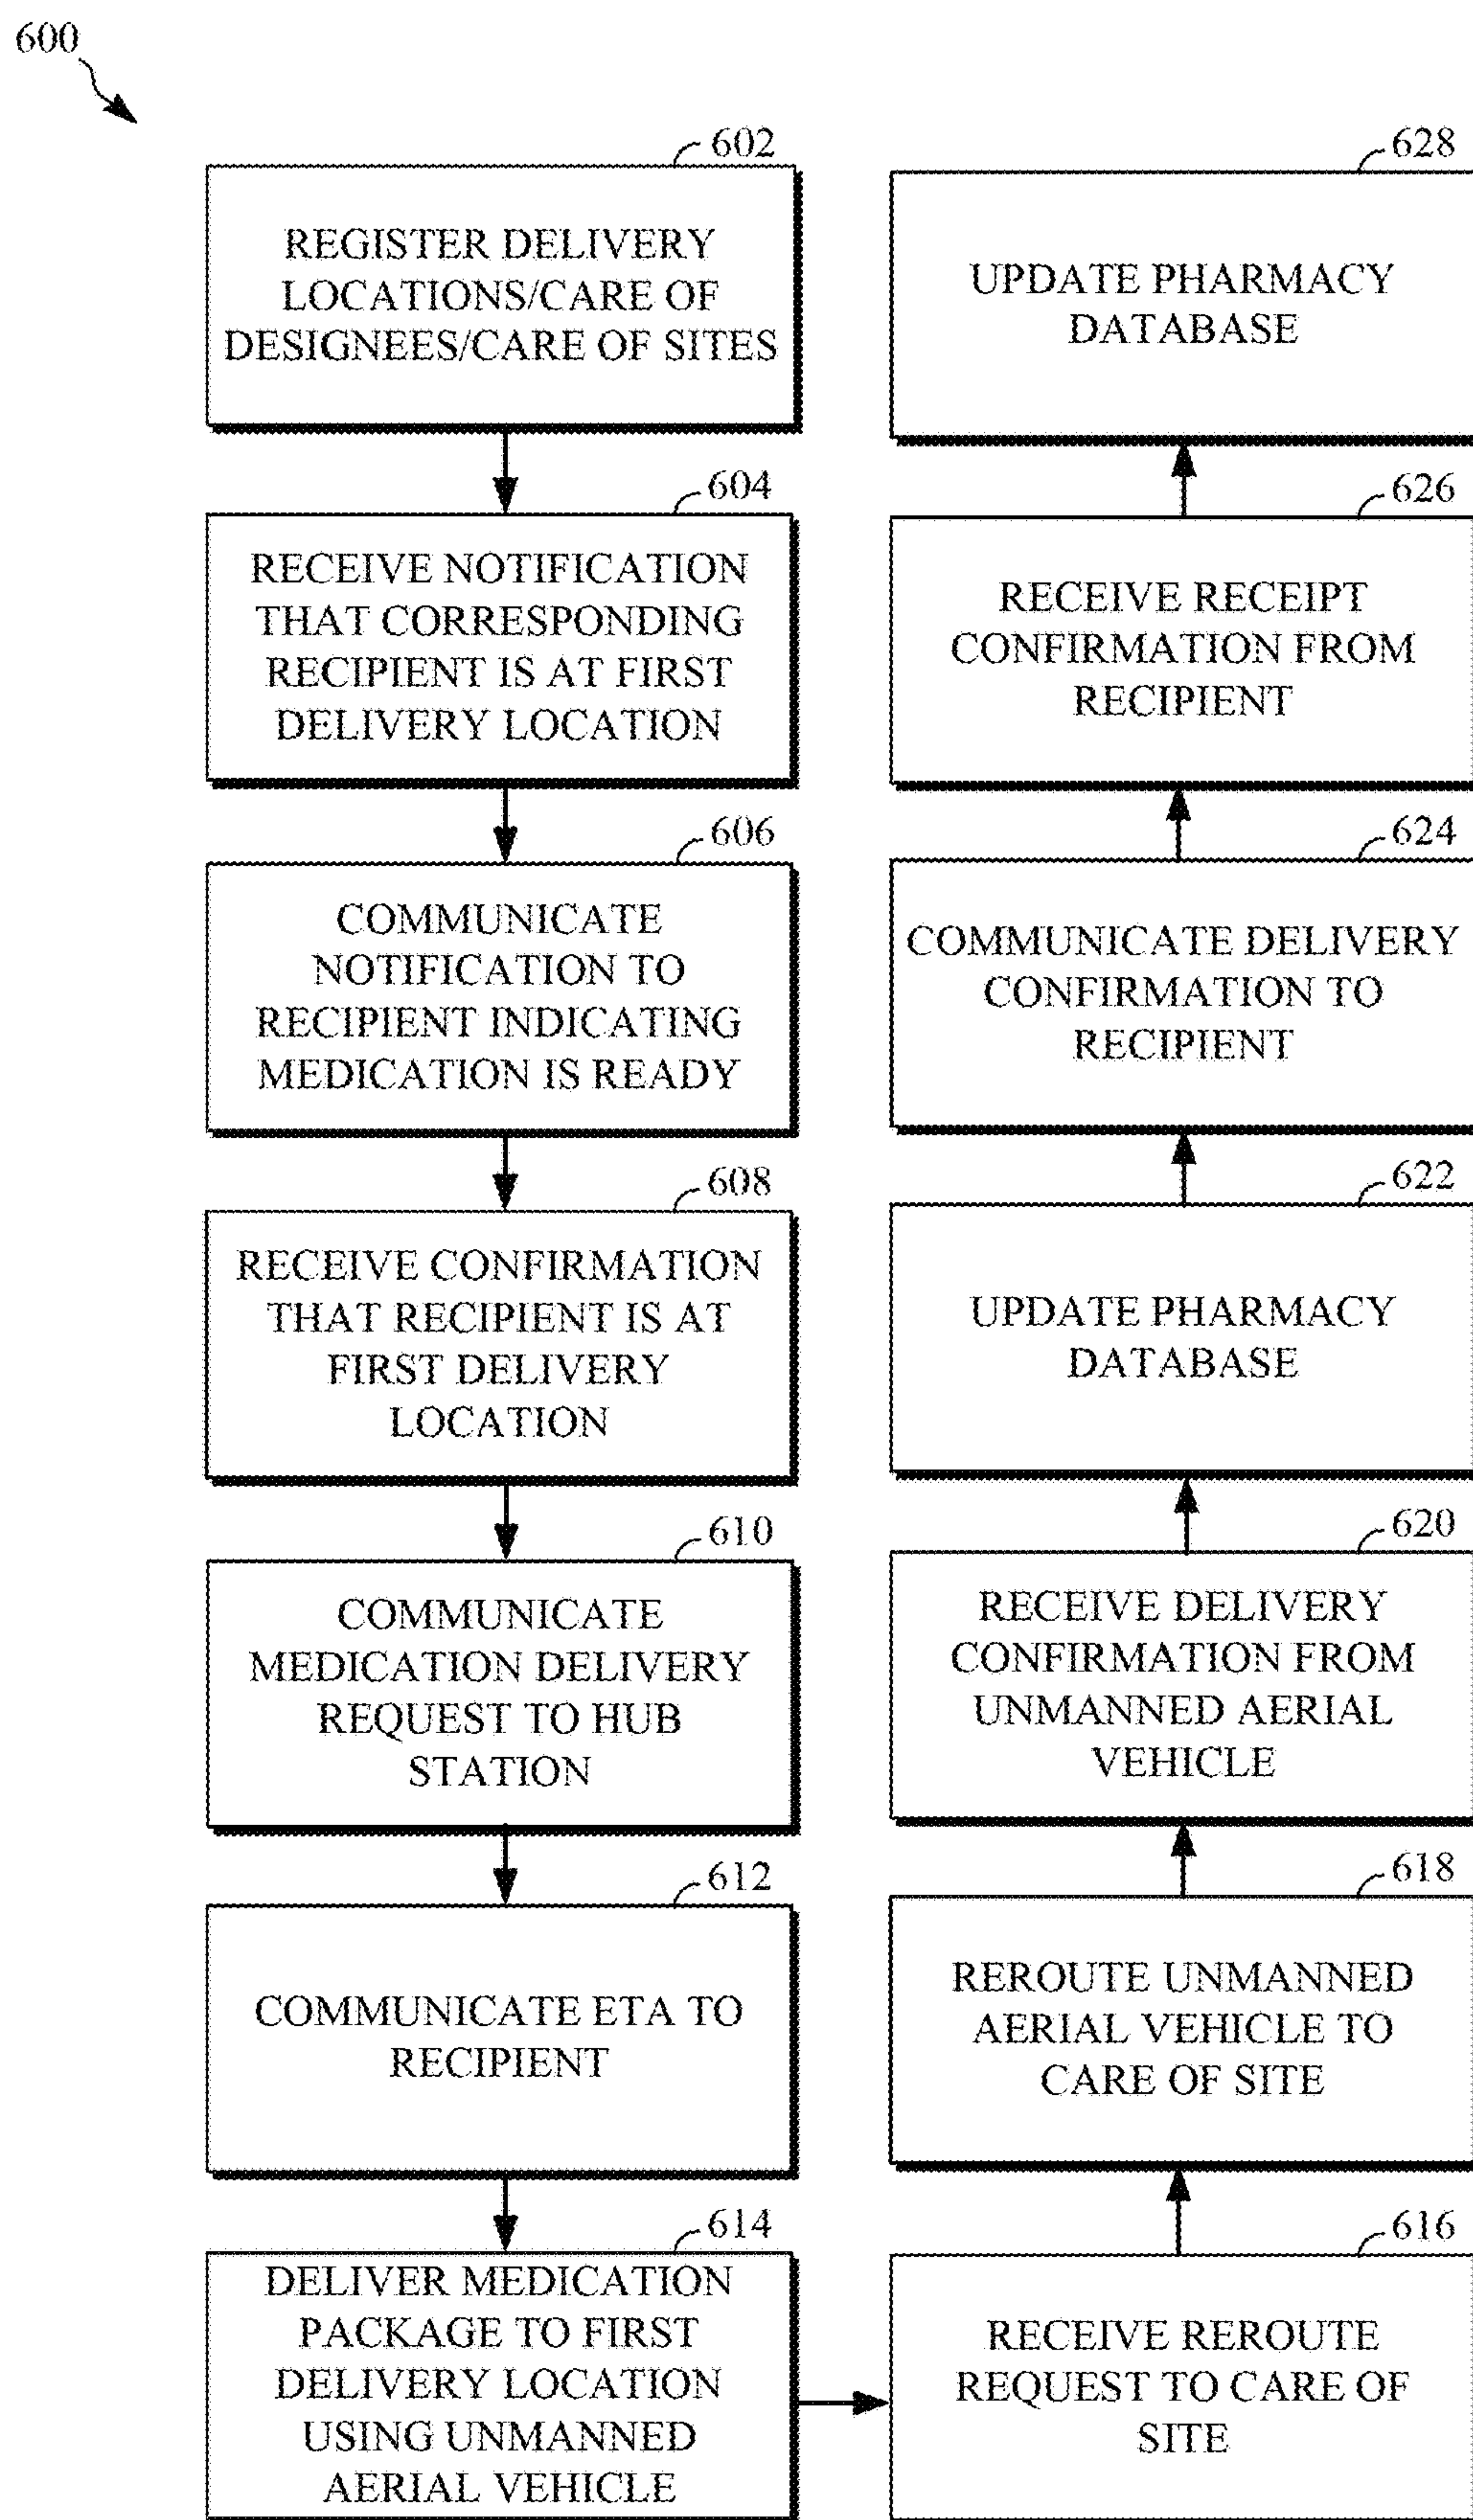 600
602
REGISTER DELIVERY
LOCATIONS/CARE OF
DESIGNEES/CARE OF SITES
604
RECEIVE NOTIFICATION
THAT CORRESPONDING
RECIPIENT IS AT FIRST
DELIVERY LOCATION
606
COMMUNICATE
NOTIFICATION TO
RECIPIENT INDICATING
MEDICATION IS READY
608
RECEIVE CONFIRMATION
THAT RECIPIENT IS AT
FIRST DELIVERY
LOCATION
610
COMMUNICATE
MEDICATION DELIVERY
REQUEST TO HUB
STATION
612
COMMUNICATE ETA TO
RECIPIENT
614
DELIVER MEDICATION
PACKAGE TO FIRST
DELIVERY LOCATION
USING UNMANNED
AERIAL VEHICLE
616
RECEIVE REROUTE
REQUEST TO CARE OF
SITE
618
REROUTE UNMANNED
AERIAL VEHICLE TO
CARE OF SITE
620
RECEIVE DELIVERY
CONFIRMATION FROM
UNMANNED AERIAL
VEHICLE
622
UPDATE PHARMACY
DATABASE
624
COMMUNICATE DELIVERY
CONFIRMATION TO
RECIPIENT
626
RECEIVE RECEIPT
CONFIRMATION FROM
RECIPIENT
628
UPDATE PHARMACY
DATABASE